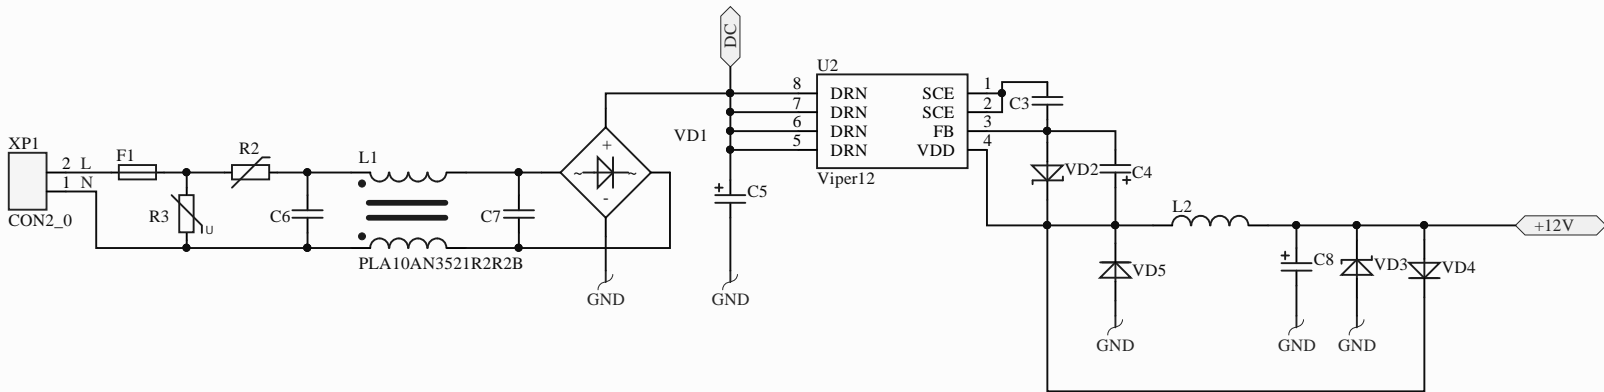 DC
U2
8 DRN SCE 1
7 DRN SCE 2
6 DRN FB 3
5 DRN VDD 4
Viper12
C3
VD1
XP1
2 L
1 N
CON2_0
F1
R2
R3
U
C6
L1
PLA10AN3521R2R2B
C7
+
~ ~
-
GND
+
C5
GND
VD2
C4
+
L2
+12V
VD5
GND
+
C8
GND
VD3
GND
VD4